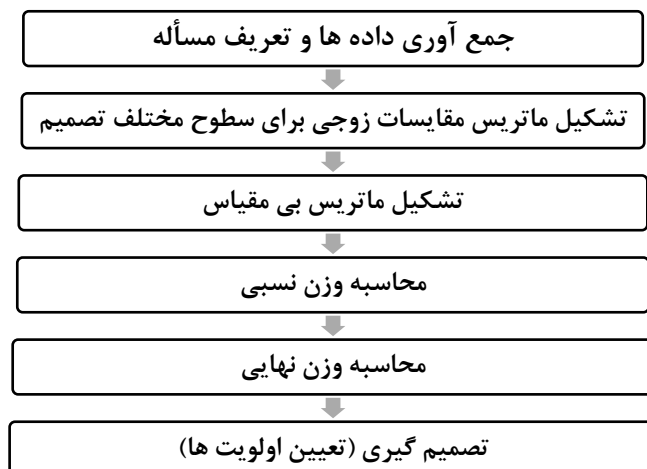 جمع آوری داده ها و تعریف مسأله
تشکیل ماتریس مقایسات زوجی برای سطوح مختلف تصمیم
تشکیل ماتریس بی مقیاس
محاسبه وزن نسبی
محاسبه وزن نهایی
تصمیم گیری (تعیین اولویت ها)